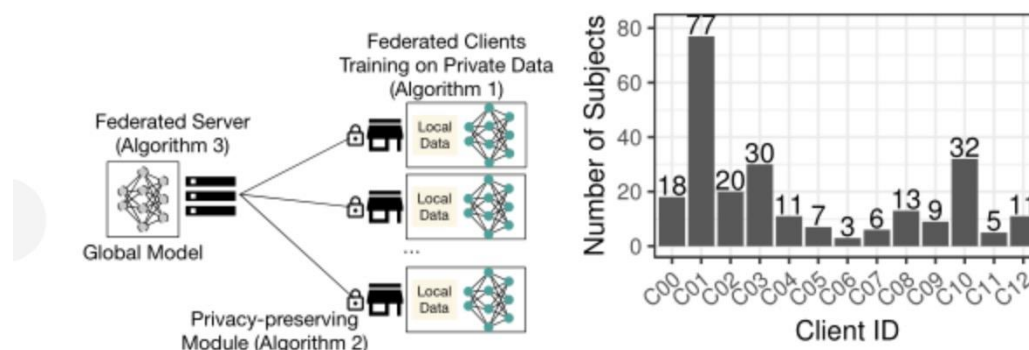 Federated Clients
Training on Private Data
(Algorithm 1)
Federated Server
(Algorithm 3)
Global Model
Local
Data
Local
Data
...
Local
Data
Privacy-preserving
Module (Algorithm 2)
Number of Subjects
80
60
40
20
0
18
77
20
30
11
7
3
6
13
9
32
5
11
C00
C01
C02
C03
C04
C05
C06
C07
C08
C09
C10
C11
C12
Client ID